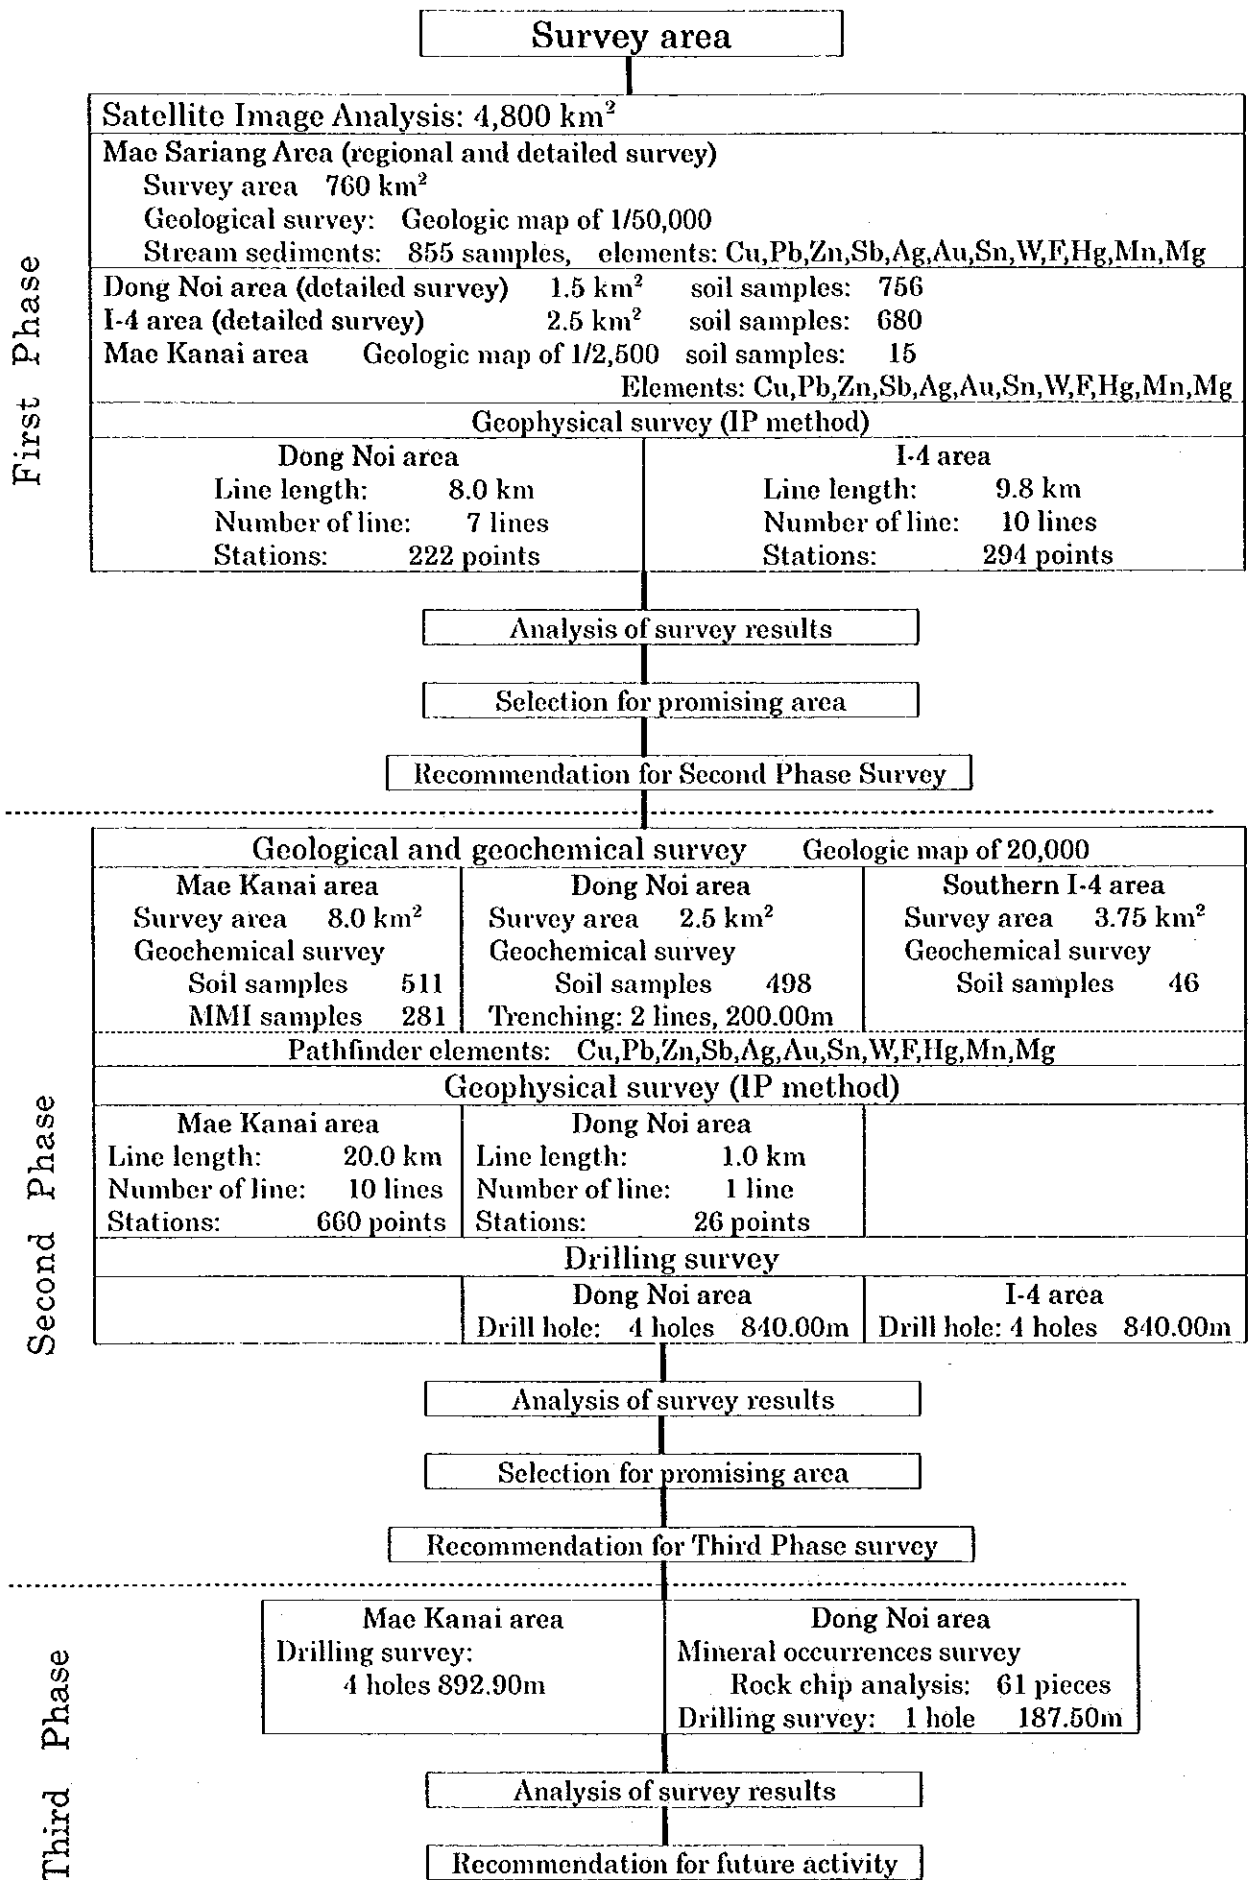 Survey area
Satellite Image Analysis: 4,800 km²
Mae Sariang Area (regional and detailed survey)
Survey area 760 km²
Geological survey: Geologic map of 1/50,000
Stream sediments: 855 samples, elements: Cu,Pb,Zn,Sb,Ag,Au,Sn,W,F,Hg,Mn,Mg
Dong Noi area (detailed survey) 1.5 km² soil samples: 756
I-4 area (detailed survey) 2.5 km² soil samples: 680
Mae Kanai area Geologic map of 1/2,500 soil samples: 15
Elements: Cu,Pb,Zn,Sb,Ag,Au,Sn,W,F,Hg,Mn,Mg
Geophysical survey (IP method)
Dong Noi area
Line length: 8.0 km
Number of line: 7 lines
Stations: 222 points
I-4 area
Line length: 9.8 km
Number of line: 10 lines
Stations: 294 points
First Phase
Analysis of survey results
Selection for promising area
Recommendation for Second Phase Survey
Geological and geochemical survey Geologic map of 20,000
Mae Kanai area
Survey area 8.0 km²
Geochemical survey
Soil samples 511
MMI samples 281
Dong Noi area
Survey area 2.5 km²
Geochemical survey
Soil samples 498
Trenching: 2 lines, 200.00m
Southern I-4 area
Survey area 3.75 km²
Geochemical survey
Soil samples 46
Pathfinder elements: Cu,Pb,Zn,Sb,Ag,Au,Sn,W,F,Hg,Mn,Mg
Geophysical survey (IP method)
Mae Kanai area
Line length: 20.0 km
Number of line: 10 lines
Stations: 660 points
Dong Noi area
Line length: 1.0 km
Number of line: 1 line
Stations: 26 points
Drilling survey
Dong Noi area
Drill hole: 4 holes 840.00m
I-4 area
Drill hole: 4 holes 840.00m
Second Phase
Analysis of survey results
Selection for promising area
Recommendation for Third Phase survey
Mae Kanai area
Drilling survey:
4 holes 892.90m
Dong Noi area
Mineral occurrences survey
Rock chip analysis: 61 pieces
Drilling survey: 1 hole 187.50m
Third Phase
Analysis of survey results
Recommendation for future activity